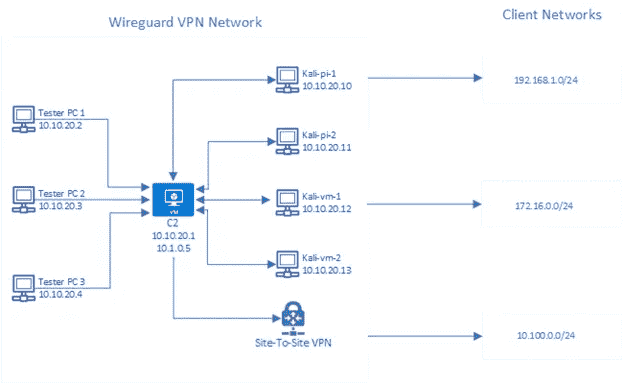 Wireguard VPN Network
Client Networks
Kali-pi-1
10.10.20.10
192.168.1.0/24
Tester PC 1
10.10.20.2
Kali-pi-2
10.10.20.11
Tester PC 2
10.10.20.3
VM
C2
10.10.20.1
10.1.0.5
Kali-vm-1
10.10.20.12
172.16.0.0/24
Tester PC 3
10.10.20.4
Kali-vm-2
10.10.20.13
Site-To-Site VPN
10.100.0.0/24